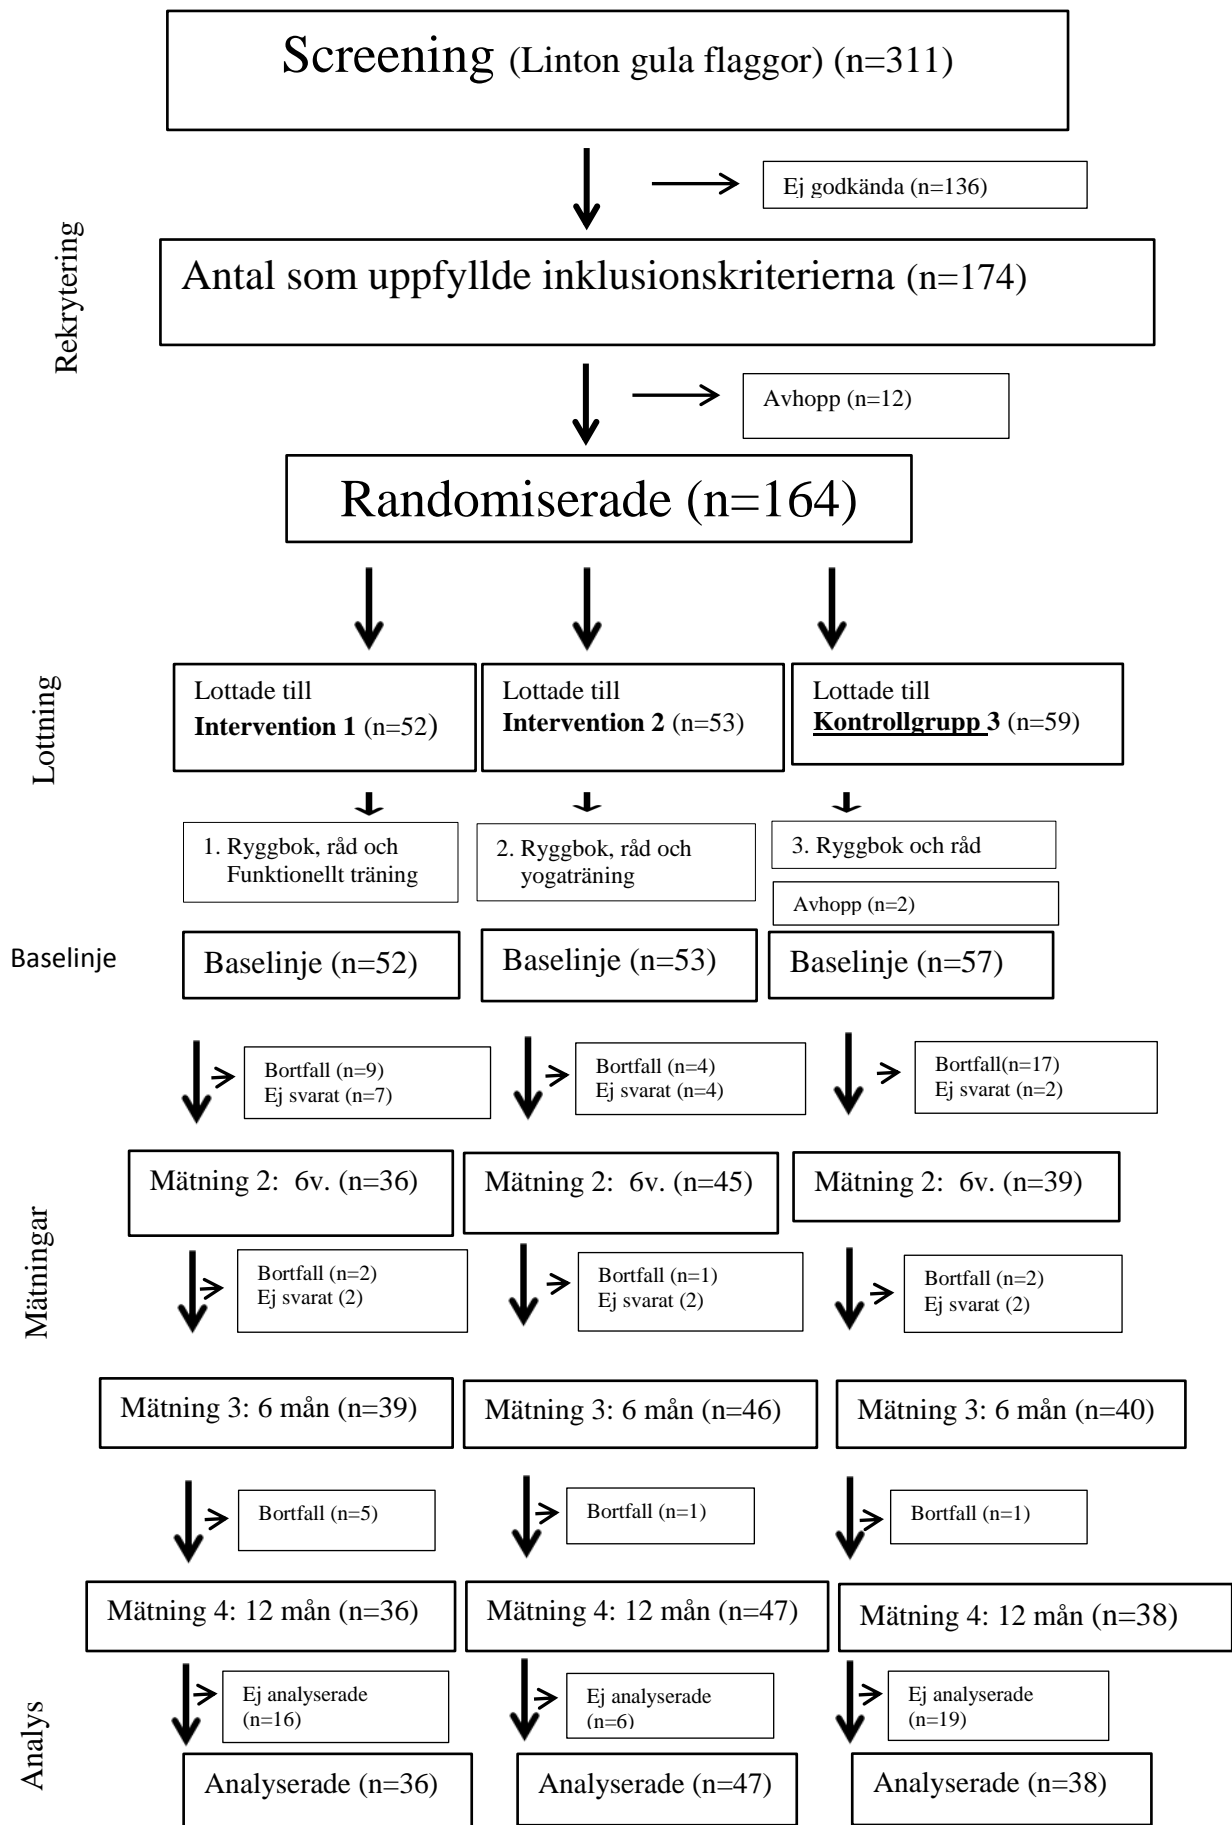 Screening (Linton gula flaggor) (n=311)
Ej godkända (n=136)
Rekrytering
Antal som uppfyllde inklusionskriterierna (n=174)
Avhopp (n=12)
Randomiserade (n=164)
Lottning
Lottade till
Intervention 1 (n=52)
Lottade till
Intervention 2 (n=53)
Lottade till
Kontrollgrupp 3 (n=59)
1. Ryggbok, råd och
Funktionellt träning
2. Ryggbok, råd och
yogaträning
3. Ryggbok och råd
Avhopp (n=2)
Baselinje
Baselinje (n=52)
Baselinje (n=53)
Baselinje (n=57)
Bortfall (n=9)
Ej svarat (n=7)
Bortfall (n=4)
Ej svarat (n=4)
Bortfall(n=17)
Ej svarat (n=2)
Mätningar
Mätning 2: 6v. (n=36)
Mätning 2: 6v. (n=45)
Mätning 2: 6v. (n=39)
Bortfall (n=2)
Ej svarat (2)
Bortfall (n=1)
Ej svarat (2)
Bortfall (n=2)
Ej svarat (2)
Mätning 3: 6 mån (n=39)
Mätning 3: 6 mån (n=46)
Mätning 3: 6 mån (n=40)
Bortfall (n=5)
Bortfall (n=1)
Bortfall (n=1)
Mätning 4: 12 mån (n=36)
Mätning 4: 12 mån (n=47)
Mätning 4: 12 mån (n=38)
Analys
Ej analyserade
(n=16)
Ej analyserade
(n=6)
Ej analyserade
(n=19)
Analyserade (n=36)
Analyserade (n=47)
Analyserade (n=38)